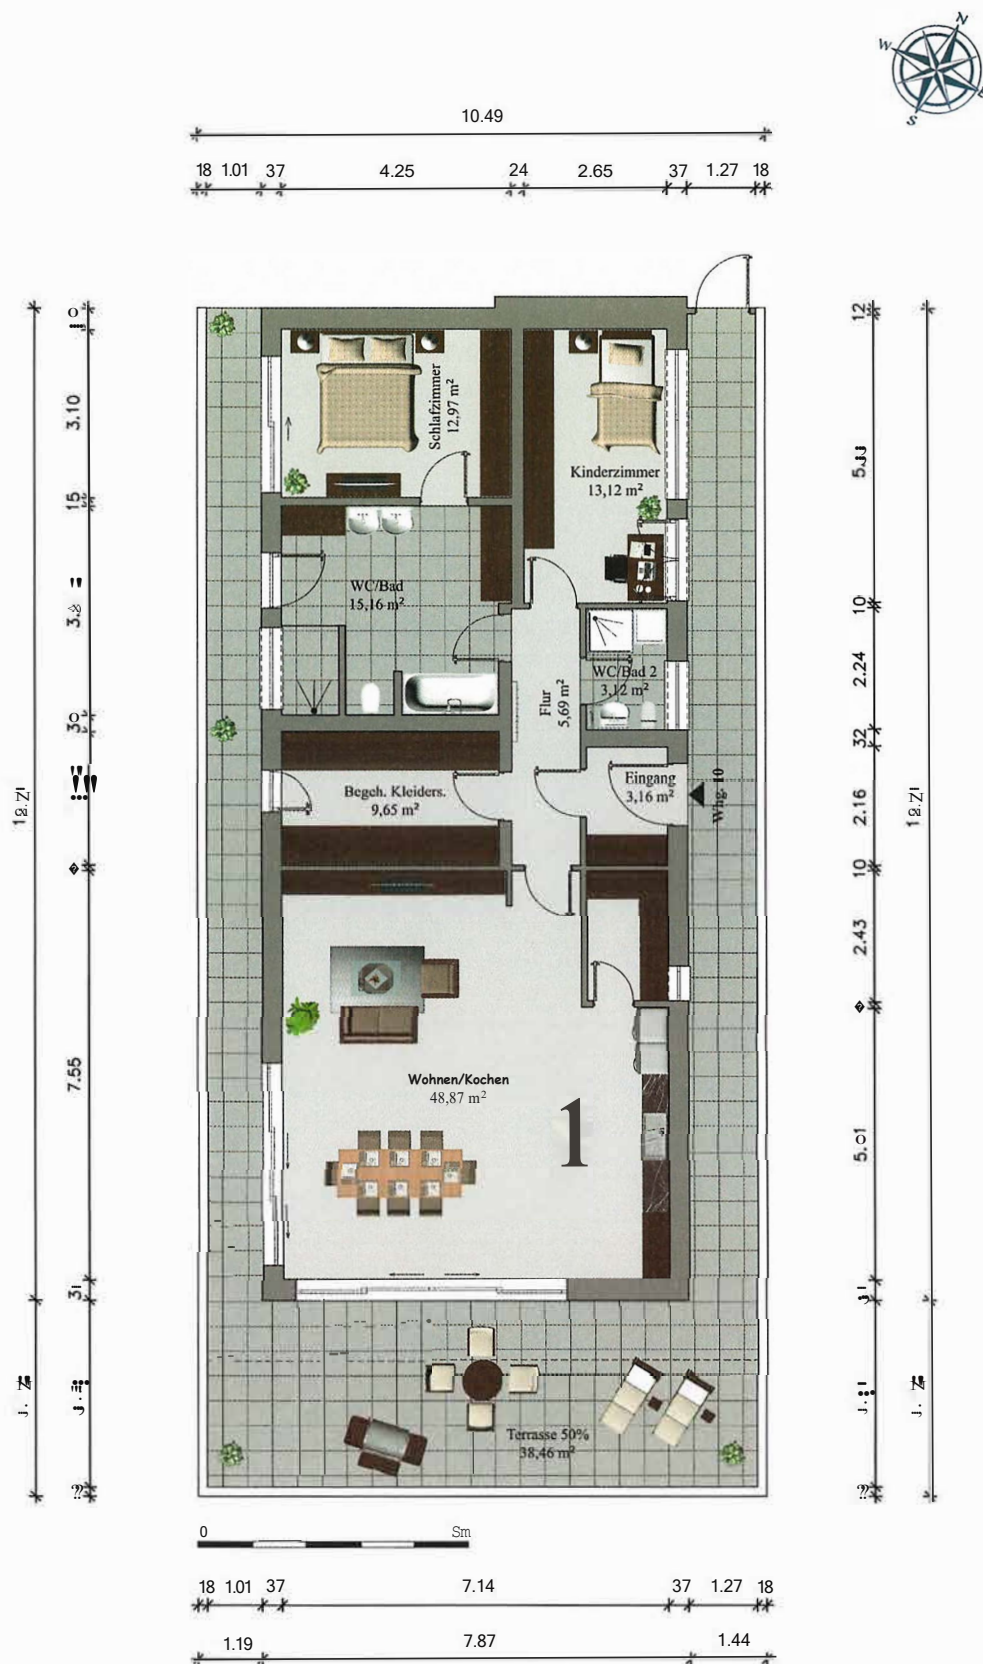 N
W
E
S
10.49
18 1.01 37 4.25 24 2.65 37 1.27 18
12
3.10
Schlafzimmer
12,97 m²
Kinderzimmer
13,12 m²
15
WC/Bad
15,16 m²
10
2.24
WC/Bad 2
3,12 m²
Flur
5,69 m²
32
Begeh. Kleiders.
9,65 m²
Eingang
3,16 m²
Whg. 10
2.16
10
2.43
7.55
Wohnen/Kochen
48,87 m²
1
5.01
Terrasse 50%
38,46 m²
0 5m
18 1.01 37 7.14 37 1.27 18
1.19 7.87 1.44